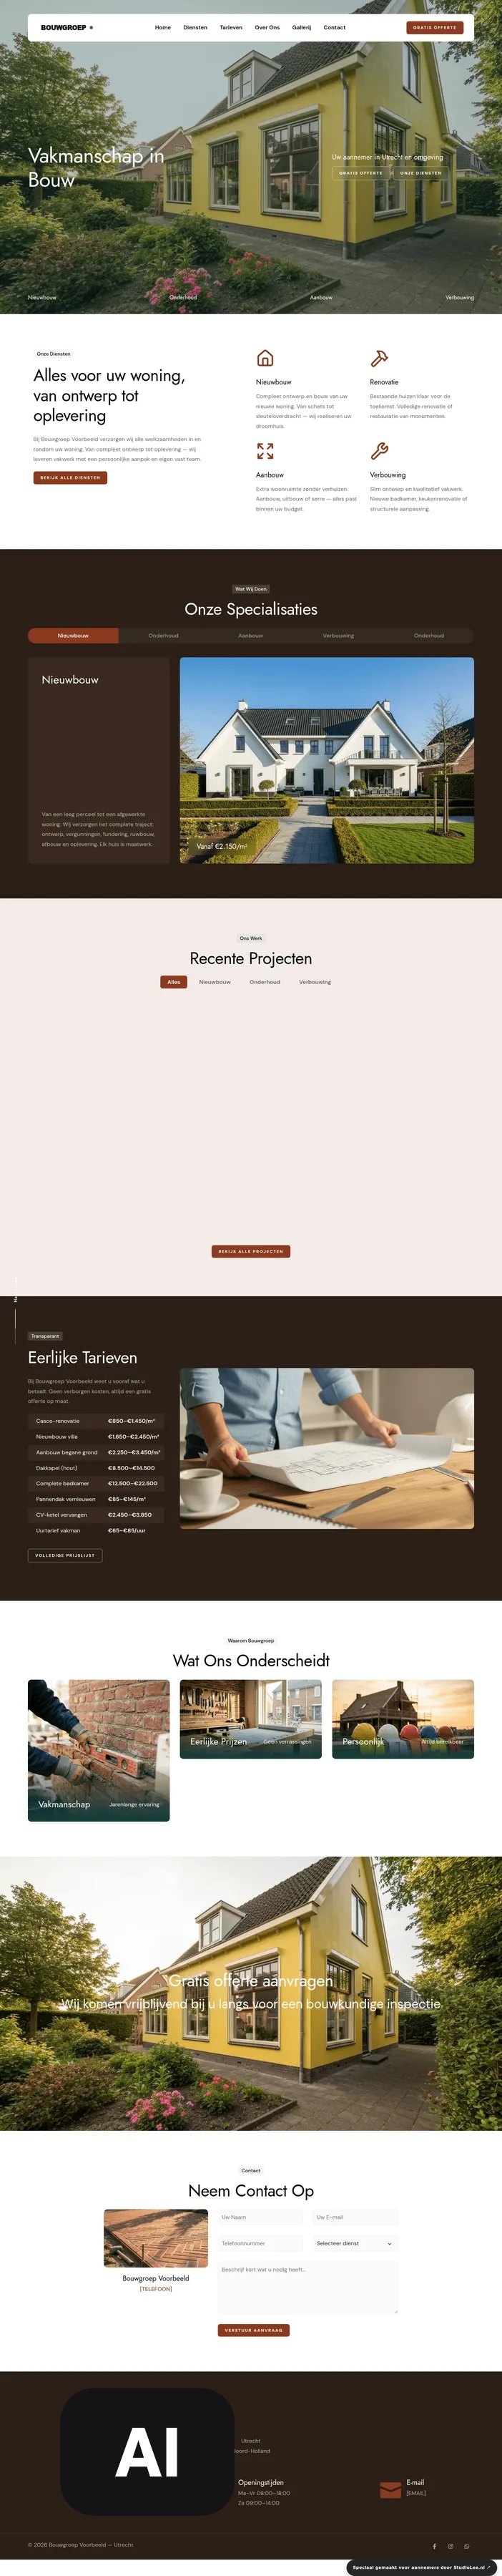 BOUWGROEP
Home Diensten Tarieven Over Ons Gallerij Contact
GRATIS OFFERTE
Vakmanschap in
Bouw
Uw aannemer in Utrecht en omgeving
GRATIS OFFERTE ONZE DIENSTEN
Nieuwbouw Onderhoud Aanbouw Verbouwing
Onze Diensten
Alles voor uw woning,
van ontwerp tot
oplevering
Bij Bouwgroep Voorbeeld verzorgen wij alle werkzaamheden in en
rondom uw woning. Van compleet ontwerp tot oplevering — wij
leveren vakwerk met een persoonlijke aanpak en eigen vast team.
BEKIJK ALLE DIENSTEN
Nieuwbouw
Compleet ontwerp en bouw van uw
nieuwe woning. Van schets tot
sleuteloverdracht — wij realiseren uw
droomhuis.
Renovatie
Bestaande huizen klaar voor de
toekomst. Volledige renovatie of
restauratie van monumenten.
Aanbouw
Extra woonruimte zonder verhuizen.
Aanbouw, uitbouw of serre — alles past
binnen uw budget.
Verbouwing
Slim ontwerp en kwalitatief vakwerk.
Nieuwe badkamer, keukenrenovatie of
structurele aanpassing.
Wat Wij Doen
Onze Specialisaties
Nieuwbouw Onderhoud Aanbouw Verbouwing Onderhoud
Nieuwbouw
Van een leeg perceel tot een afgewerkte
woning. Wij verzorgen het complete traject:
ontwerp, vergunningen, fundering, ruwbouw,
afbouw en oplevering. Elk huis is maatwerk.
Vanaf €2.150/m²
Ons Werk
Recente Projecten
Alles Nieuwbouw Onderhoud Verbouwing
BEKIJK ALLE PROJECTEN
Transparant
Eerlijke Tarieven
Bij Bouwgroep Voorbeeld weet u vooraf wat u
betaalt. Geen verborgen kosten, altijd een gratis
offerte op maat.
Casco-renovatie €850–€1.450/m²
Nieuwbouw villa €1.650–€2.450/m²
Aanbouw begane grond €2.250–€3.450/m²
Dakkapel (hout) €8.500–€14.500
Complete badkamer €12.500–€22.500
Pannendak vernieuwen €85–€145/m²
CV-ketel vervangen €2.450–€3.850
Uurtarief vakman €65–€85/uur
VOLLEDIGE PRIJSLIJST
Waarom Bouwgroep
Wat Ons Onderscheidt
Vakmanschap Jarenlange ervaring
Eerlijke Prijzen Geen verrassingen
Persoonlijk Altijd bereikbaar
Gratis offerte aanvragen
Wij komen vrijblijvend bij u langs voor een bouwkundige inspectie.
Contact
Neem Contact Op
Bouwgroep Voorbeeld
[TELEFOON]
Uw Naam Uw E-mail
Telefoonnummer Selecteer dienst
Beschrijf kort wat u nodig heeft...
VERSTUUR AANVRAAG
AI
Utrecht
oord-Holland
Openingstijden
Ma–Vr 08:00–18:00
Za 09:00–14:00
E-mail
[EMAIL]
© 2026 Bouwgroep Voorbeeld — Utrecht
Speciaal gemaakt voor aannemers door StudioLee.nl ↗